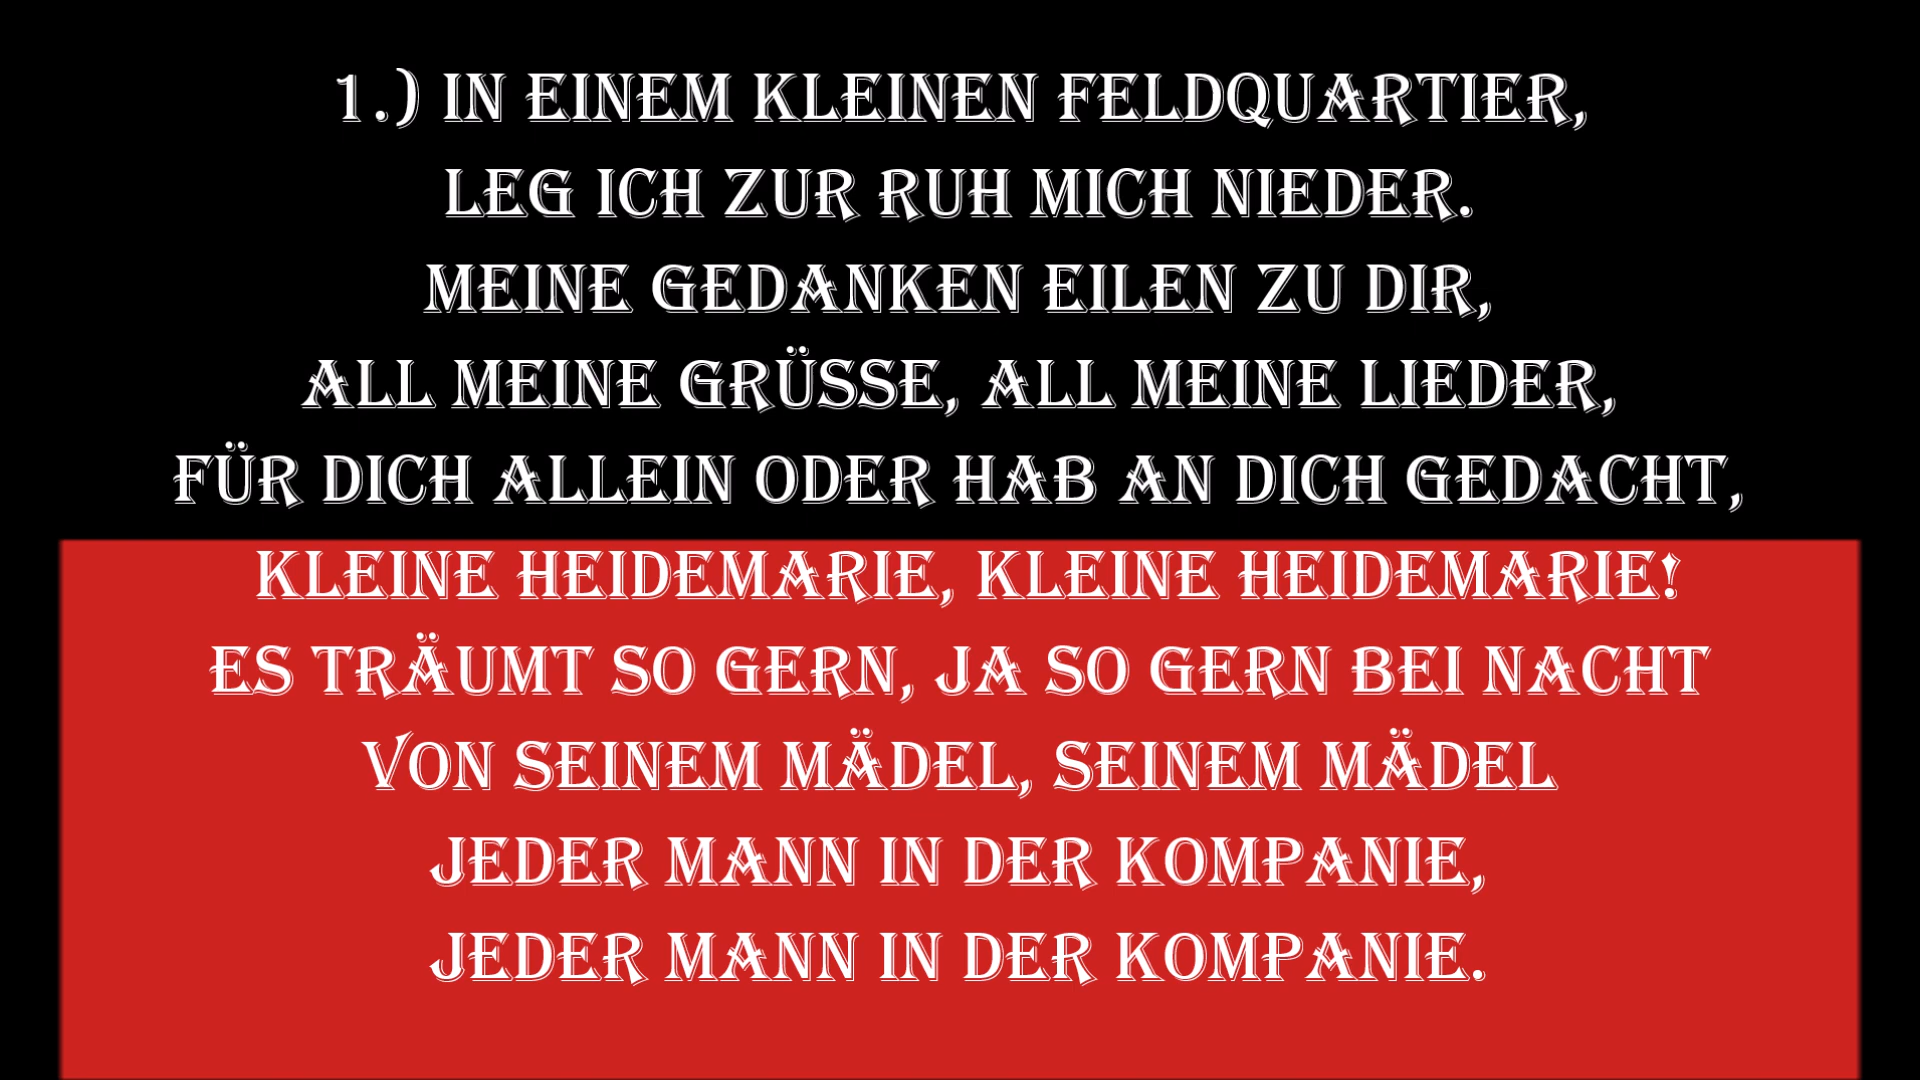 1.) IN EINEM KLEINEN FELDQUARTIER,
LEG ICH ZUR RUH MICH NIEDER.
MEINE GEDANKEN EILEN ZU DIR,
ALL MEINE GRÜSSE, ALL MEINE LIEDER,
FÜR DICH ALLEIN ODER HAB AN DICH GEDACHT,
KLEINE HEIDEMARIE, KLEINE HEIDEMARIE!
ES TRÄUMT SO GERN, JA SO GERN BEI NACHT
VON SEINEM MÄDEL, SEINEM MÄDEL
JEDER MANN IN DER KOMPANIE,
JEDER MANN IN DER KOMPANIE.